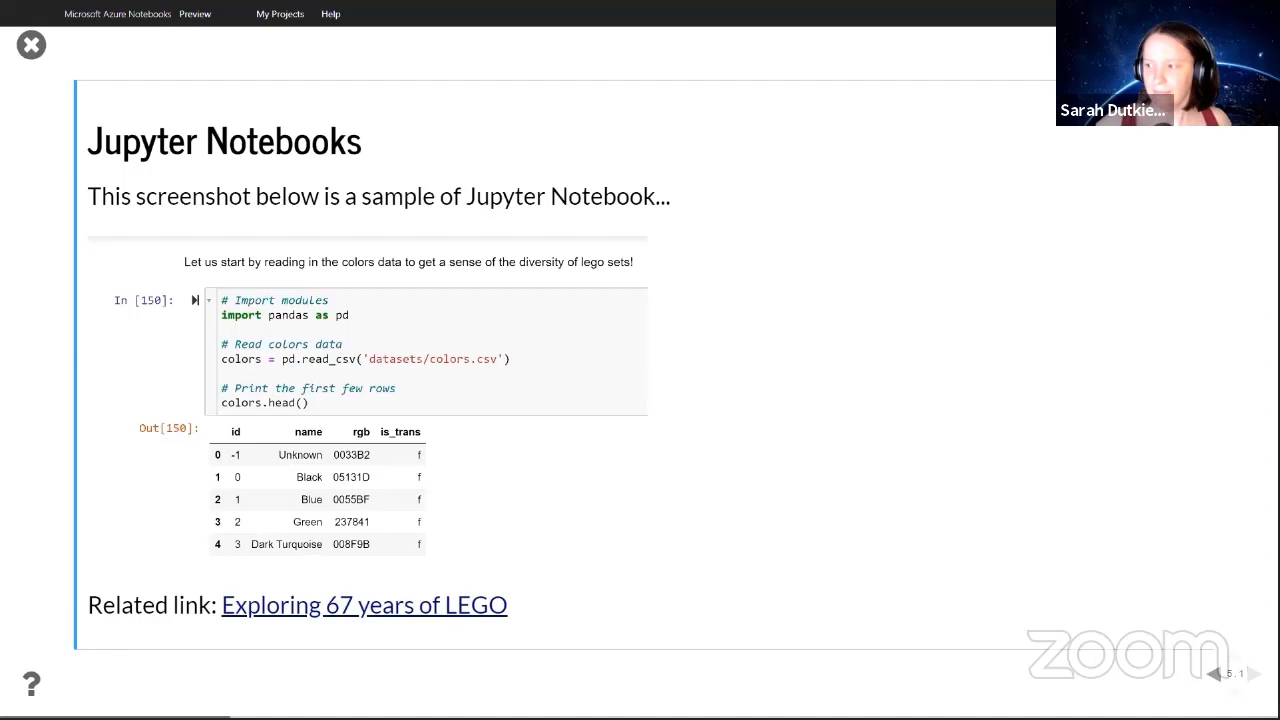 Microsoft Azure Notebooks Preview My Projects Help
Sarah Dutkie...
Jupyter Notebooks
This screenshot below is a sample of Jupyter Notebook...
Let us start by reading in the colors data to get a sense of the diversity of lego sets!
In [150]:
# Import modules
import pandas as pd
# Read colors data
colors = pd.read_csv('datasets/colors.csv')
# Print the first few rows
colors.head()
Out[150]:
id name rgb is_trans
0 -1 Unknown 0033B2 f
1 0 Black 05131D f
2 1 Blue 0055BF f
3 2 Green 237841 f
4 3 Dark Turquoise 008F9B f
Related link: Exploring 67 years of LEGO
zoom
5.1
?